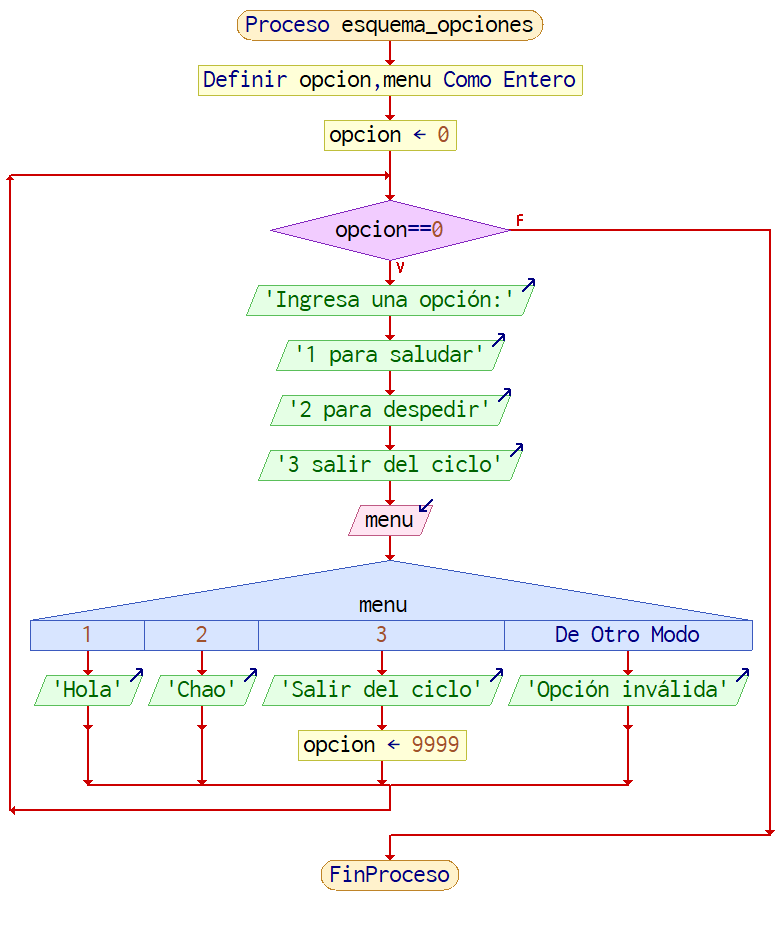 Proceso esquema_opciones
Definir opcion,menu Como Entero
opcion ← 0
opcion==0
F
V
'Ingresa una opción:'
'1 para saludar'
'2 para despedir'
'3 salir del ciclo'
menu
menu
1 2 3 De Otro Modo
'Hola' 'Chao' 'Salir del ciclo' 'Opción inválida'
opcion ← 9999
FinProceso